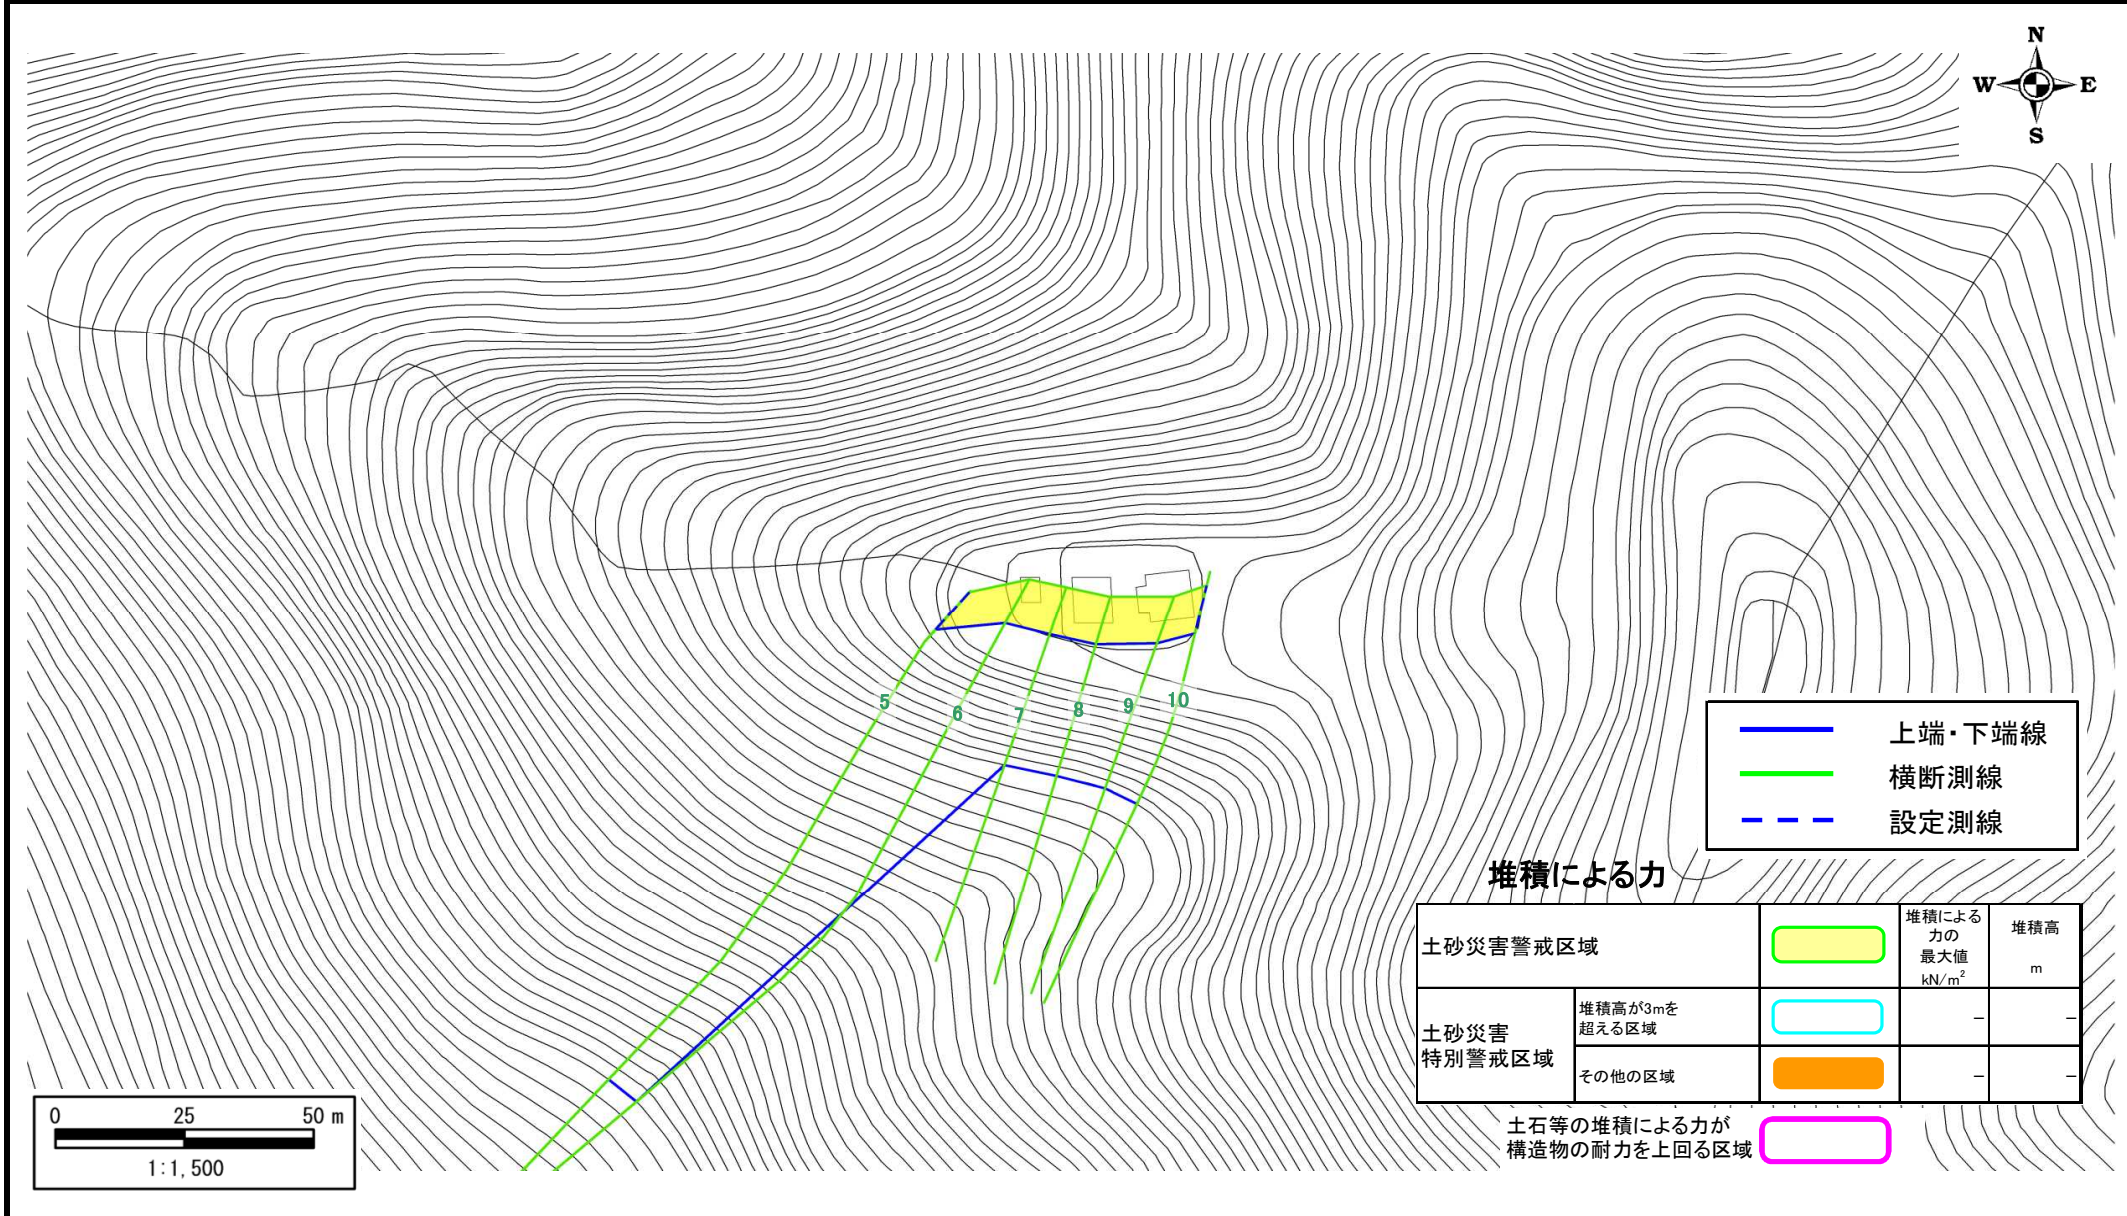 N
W E
S
5
6
7
8
9
10
上端・下端線
横断測線
設定測線
堆積による力
土砂災害警戒区域
堆積による
力の
最大値
kN/m²
堆積高
m
土砂災害
特別警戒区域
堆積高が3mを
超える区域
－ －
その他の区域
－ －
土石等の堆積による力が
構造物の耐力を上回る区域
0 25 50 m
1:1,500